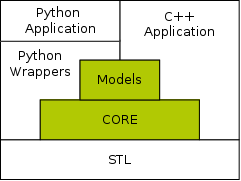 Python
Application
C++
Application
Python
Wrappers
Models
CORE
STL